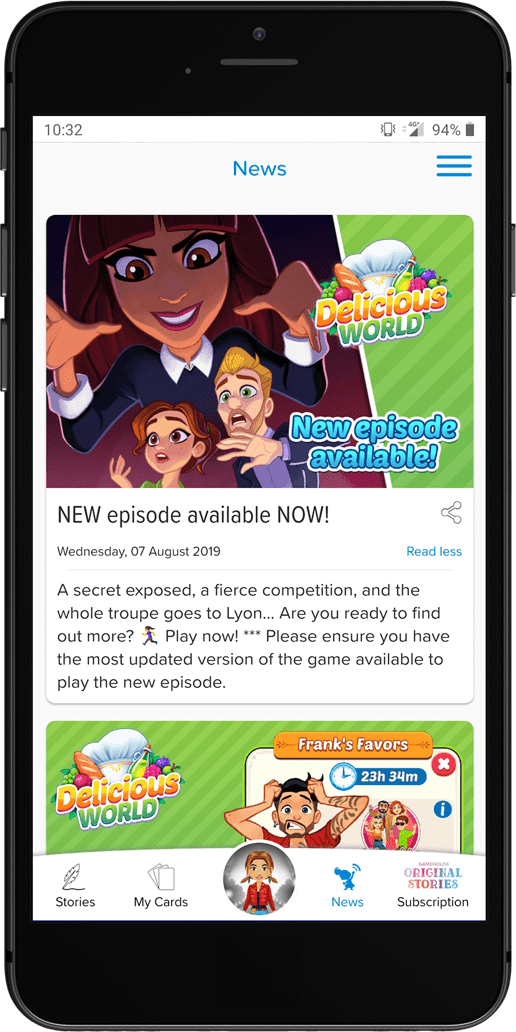 10:32
4G+
94%
News
Delicious
WORLD
New episode
available!
NEW episode available NOW!
Wednesday, 07 August 2019
Read less
A secret exposed, a fierce competition, and the
whole troupe goes to Lyon... Are you ready to find
out more? 🏃‍♀️ Play now! *** Please ensure you have
the most updated version of the game available to
play the new episode.
Delicious
WORLD
Frank's Favors
23h 34m
i
Stories
My Cards
News
GAMEHOUSE
ORIGINAL
STORIES
Subscription